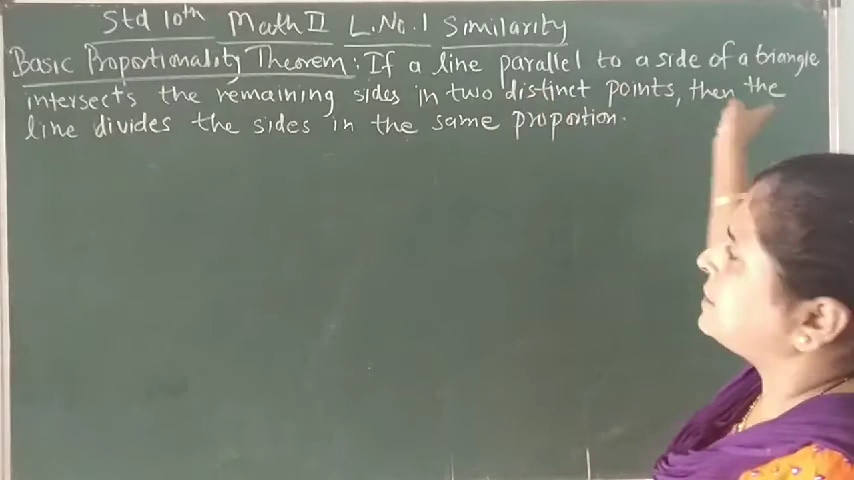 Std 10th Math II L.No.1 Similarity
Basic Proportionality Theorem: If a line parallel to a side of a triangle
intersects the remaining sides in two distinct points, then the
line divides the sides in the same proportion.